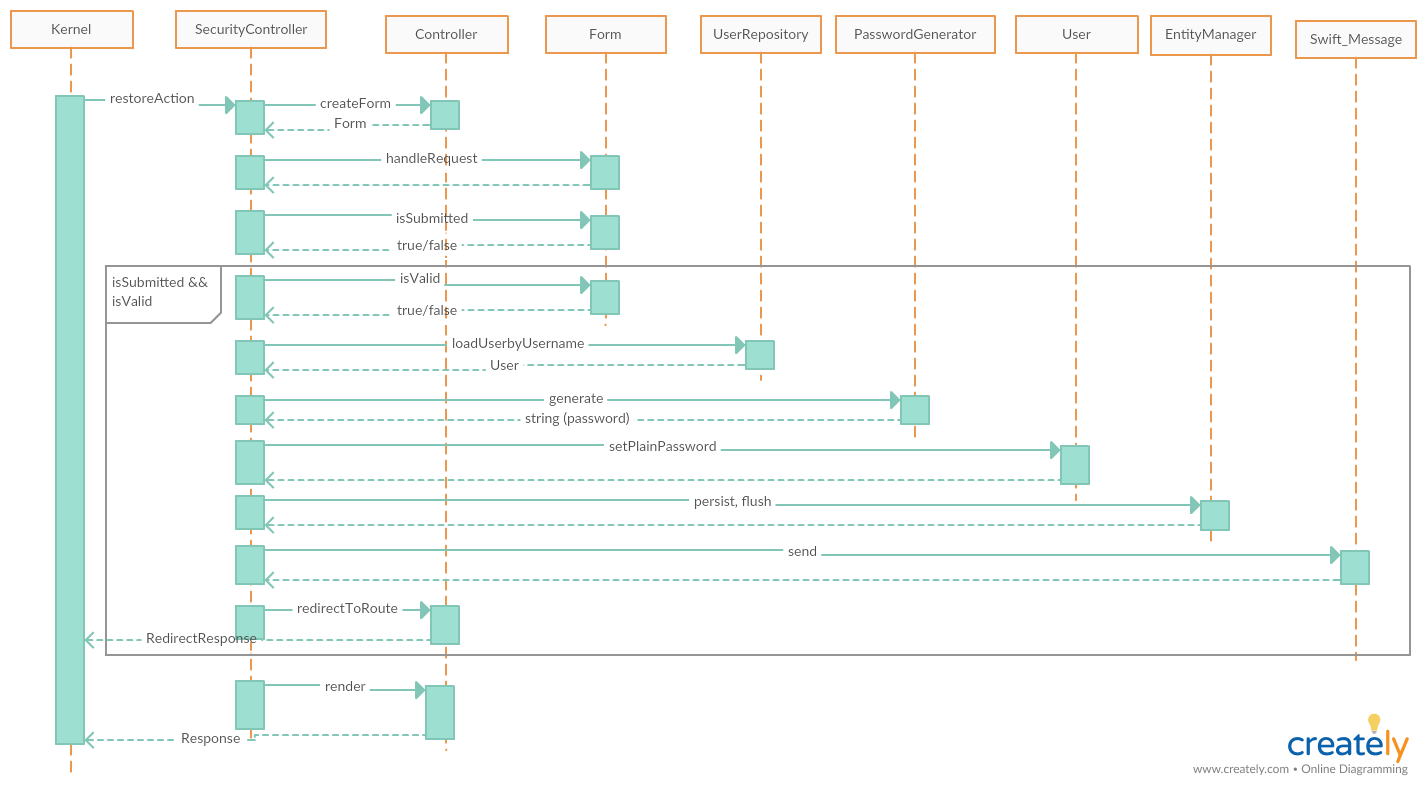 Kernel
SecurityController
Controller
Form
UserRepository
PasswordGenerator
User
EntityManager
Swift_Message
restoreAction
createForm
Form
handleRequest
isSubmitted
true/false
isSubmitted &&
isValid
isValid
true/false
loadUserbyUsername
User
generate
string (password)
setPlainPassword
persist, flush
send
redirectToRoute
RedirectResponse
render
Response
creately
www.creately.com • Online Diagramming